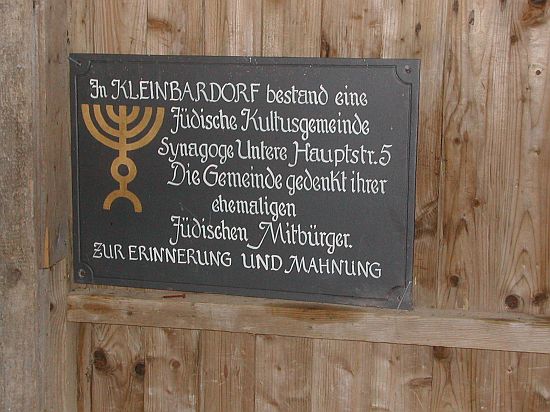 In KLEINBARDORF bestand eine
Jüdische Kultusgemeinde
Synagoge Untere Hauptstr. 5
Die Gemeinde gedenkt ihrer
ehemaligen
Jüdischen Mitbürger.
ZUR ERINNERUNG UND MAHNUNG